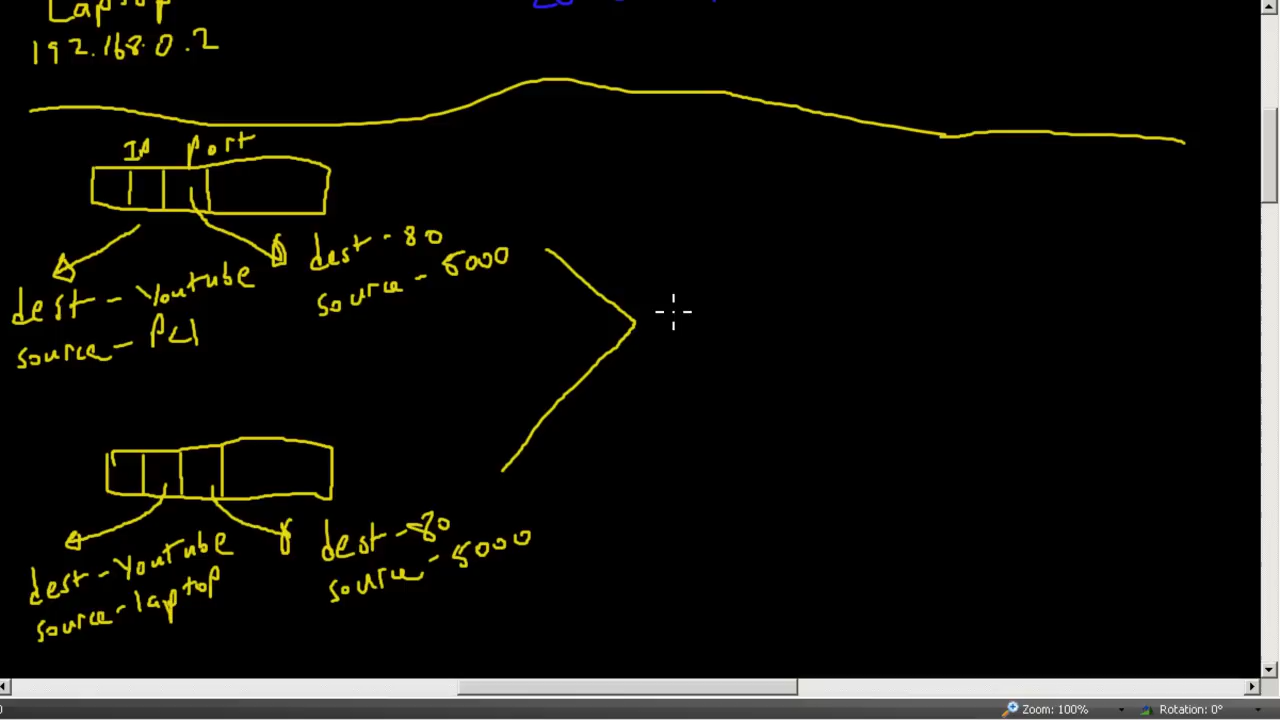 Laptop
192.168.0.2
IP Port
dest - Youtube
source - PC1
dest - 80
source - 5000
dest - Youtube
source - laptop
dest - 80
source - 5000
Zoom: 100%
Rotation: 0°